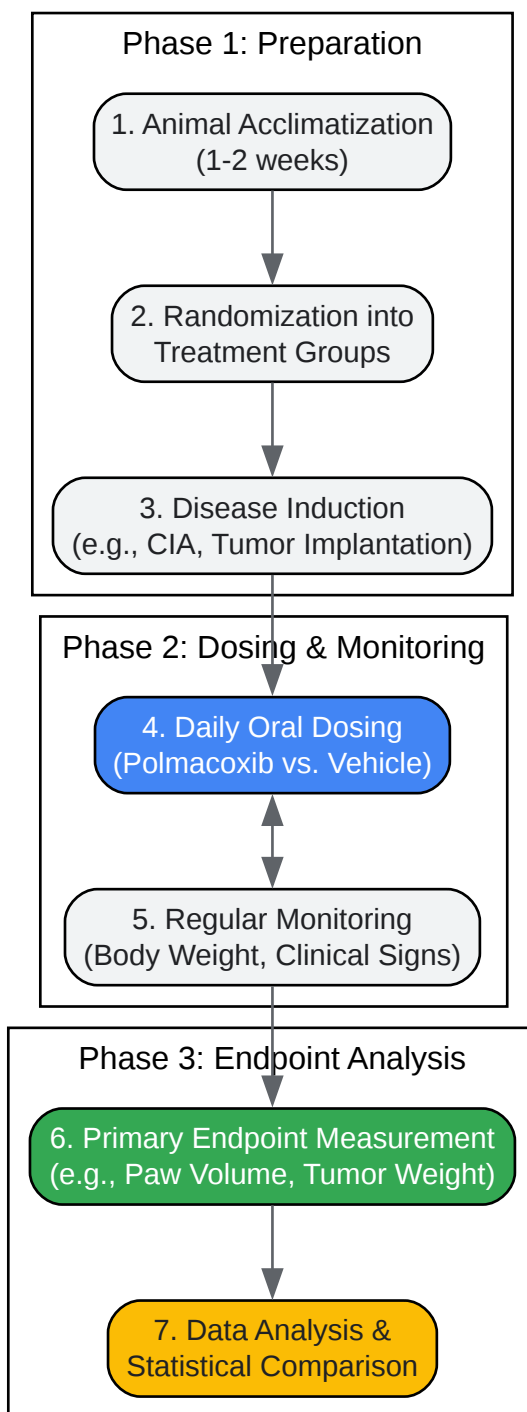 Phase 1: Preparation
1. Animal Acclimatization
(1-2 weeks)
2. Randomization into
Treatment Groups
3. Disease Induction
(e.g., CIA, Tumor Implantation)
Phase 2: Dosing & Monitoring
4. Daily Oral Dosing
(Polmacoxib vs. Vehicle)
5. Regular Monitoring
(Body Weight, Clinical Signs)
Phase 3: Endpoint Analysis
6. Primary Endpoint Measurement
(e.g., Paw Volume, Tumor Weight)
7. Data Analysis &
Statistical Comparison